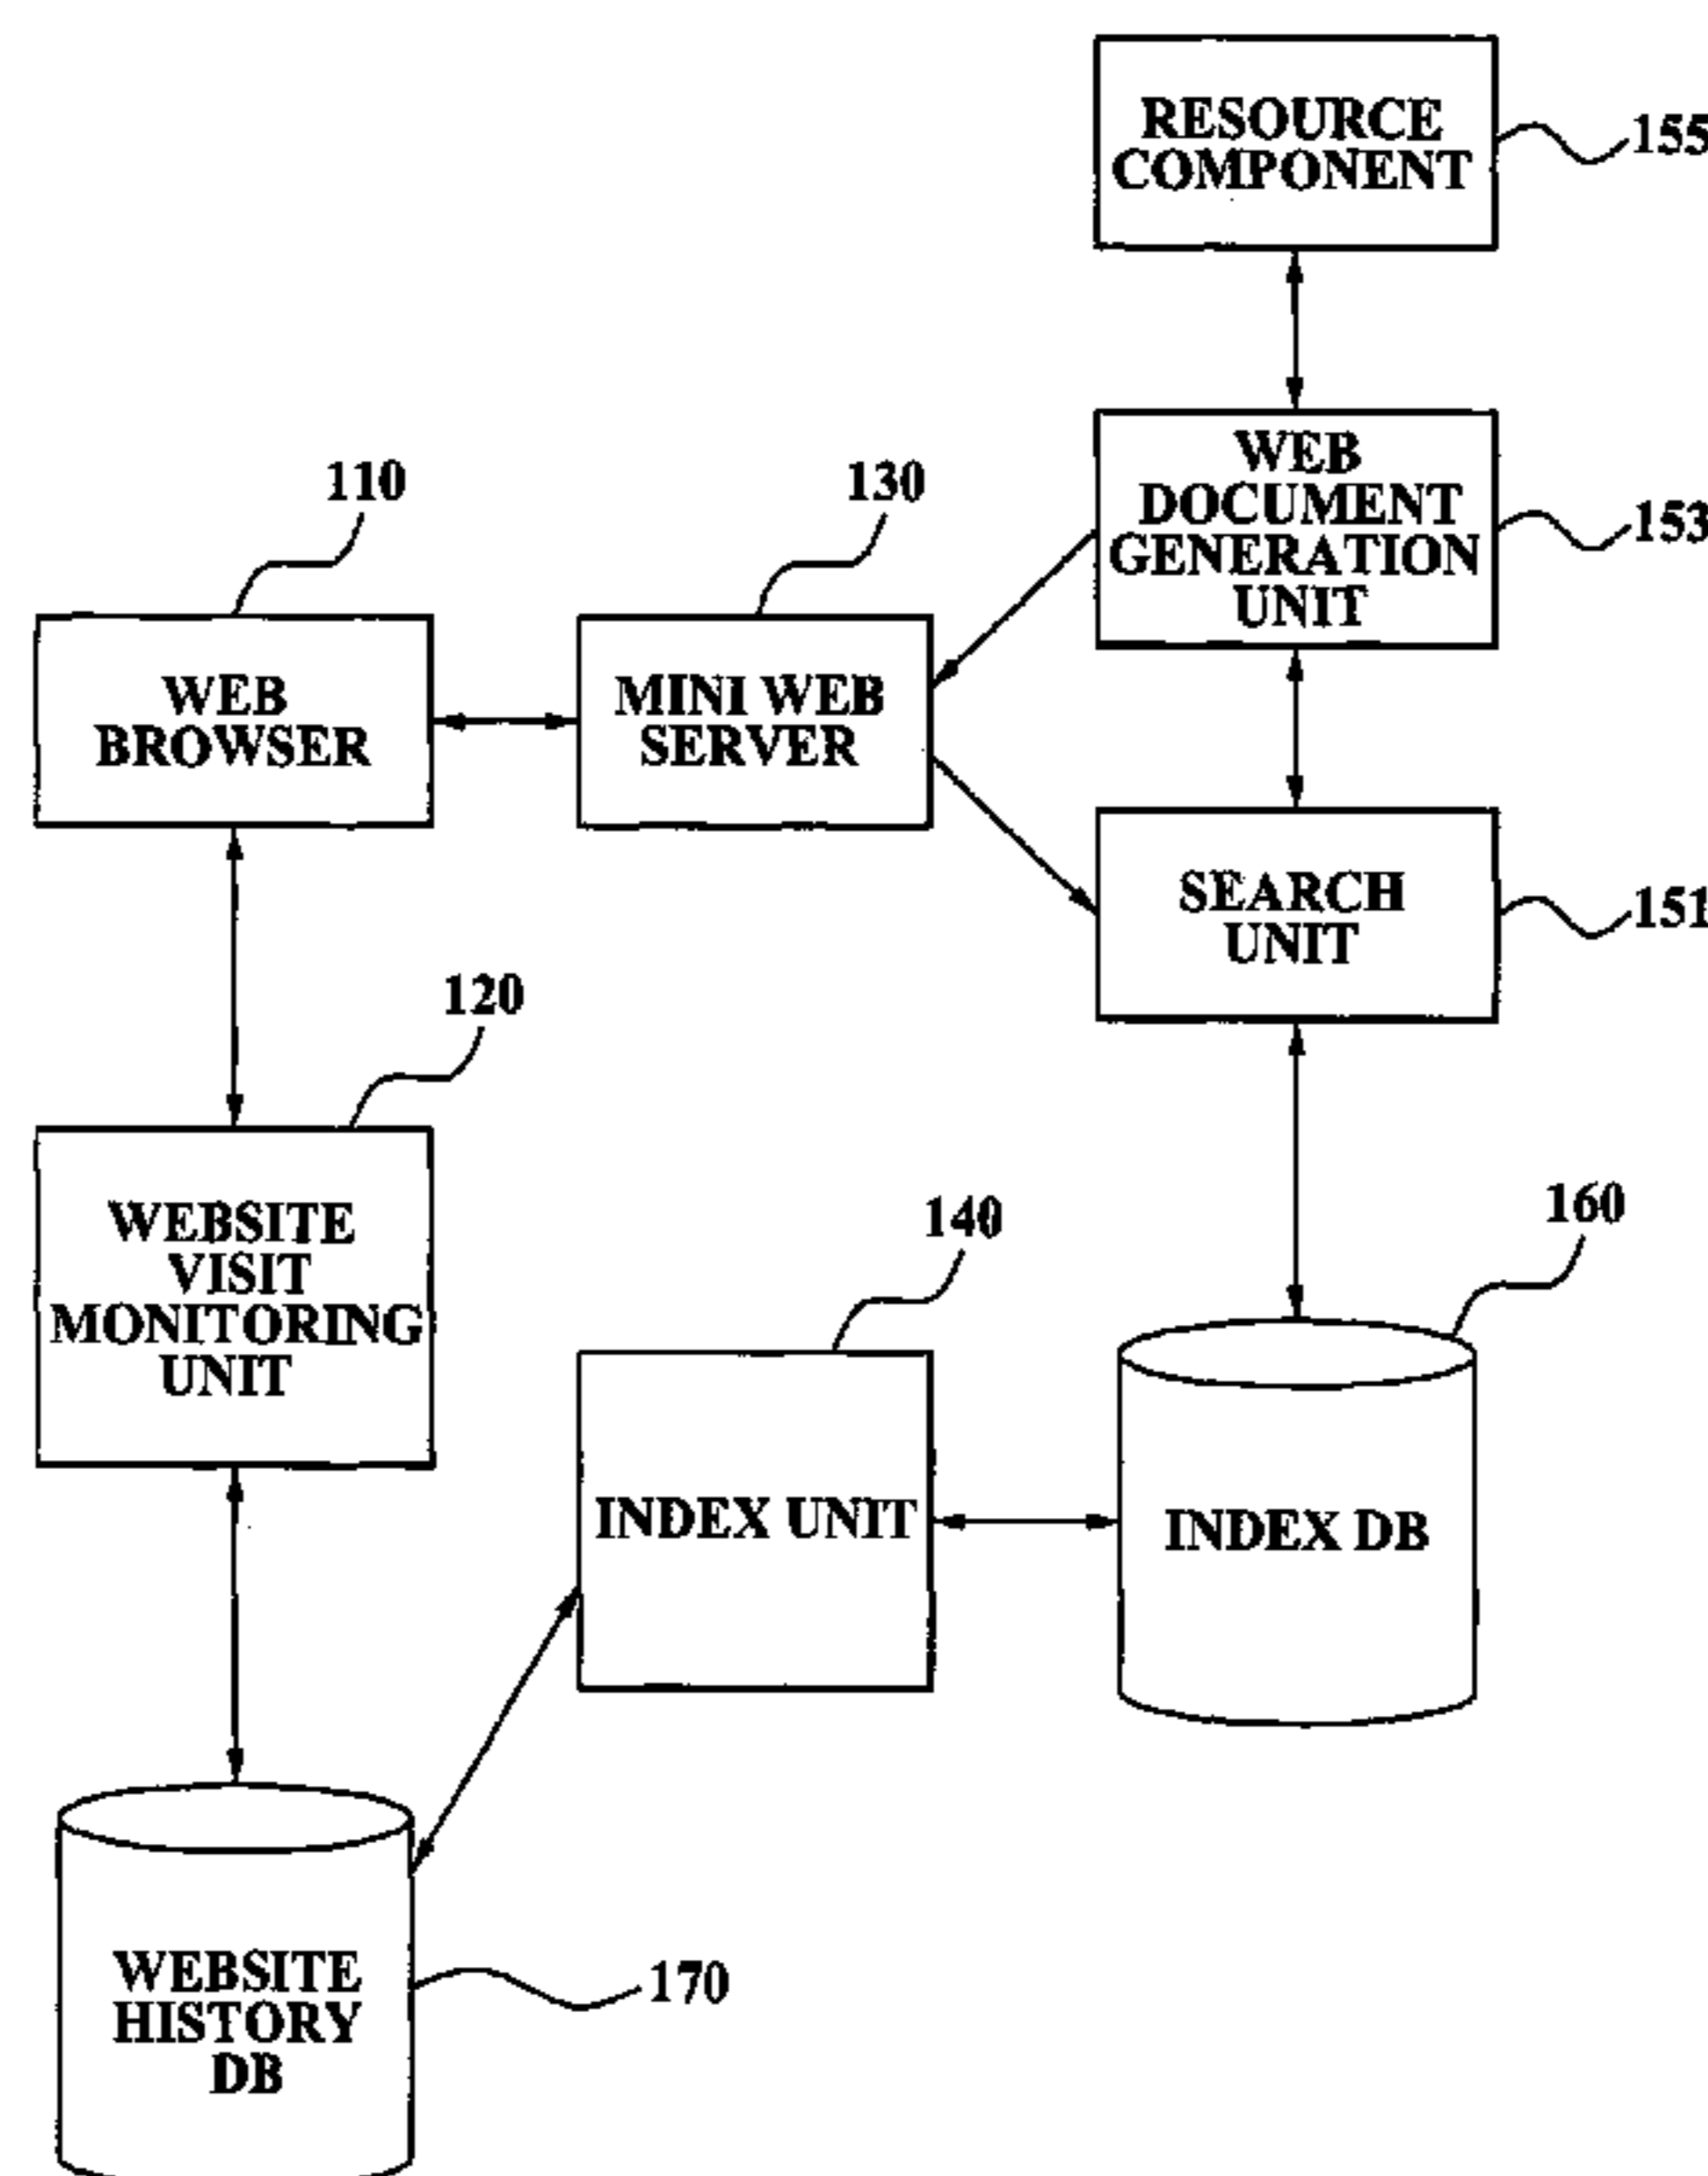 RESOURCE
COMPONENT
155
WEB
DOCUMENT
GENERATION
UNIT
153
110
130
WEB
BROWSER
MINI WEB
SERVER
SEARCH
UNIT
151
120
WEBSITE
VISIT
MONITORING
UNIT
140
160
INDEX UNIT
INDEX DB
WEBSITE
HISTORY
DB
170